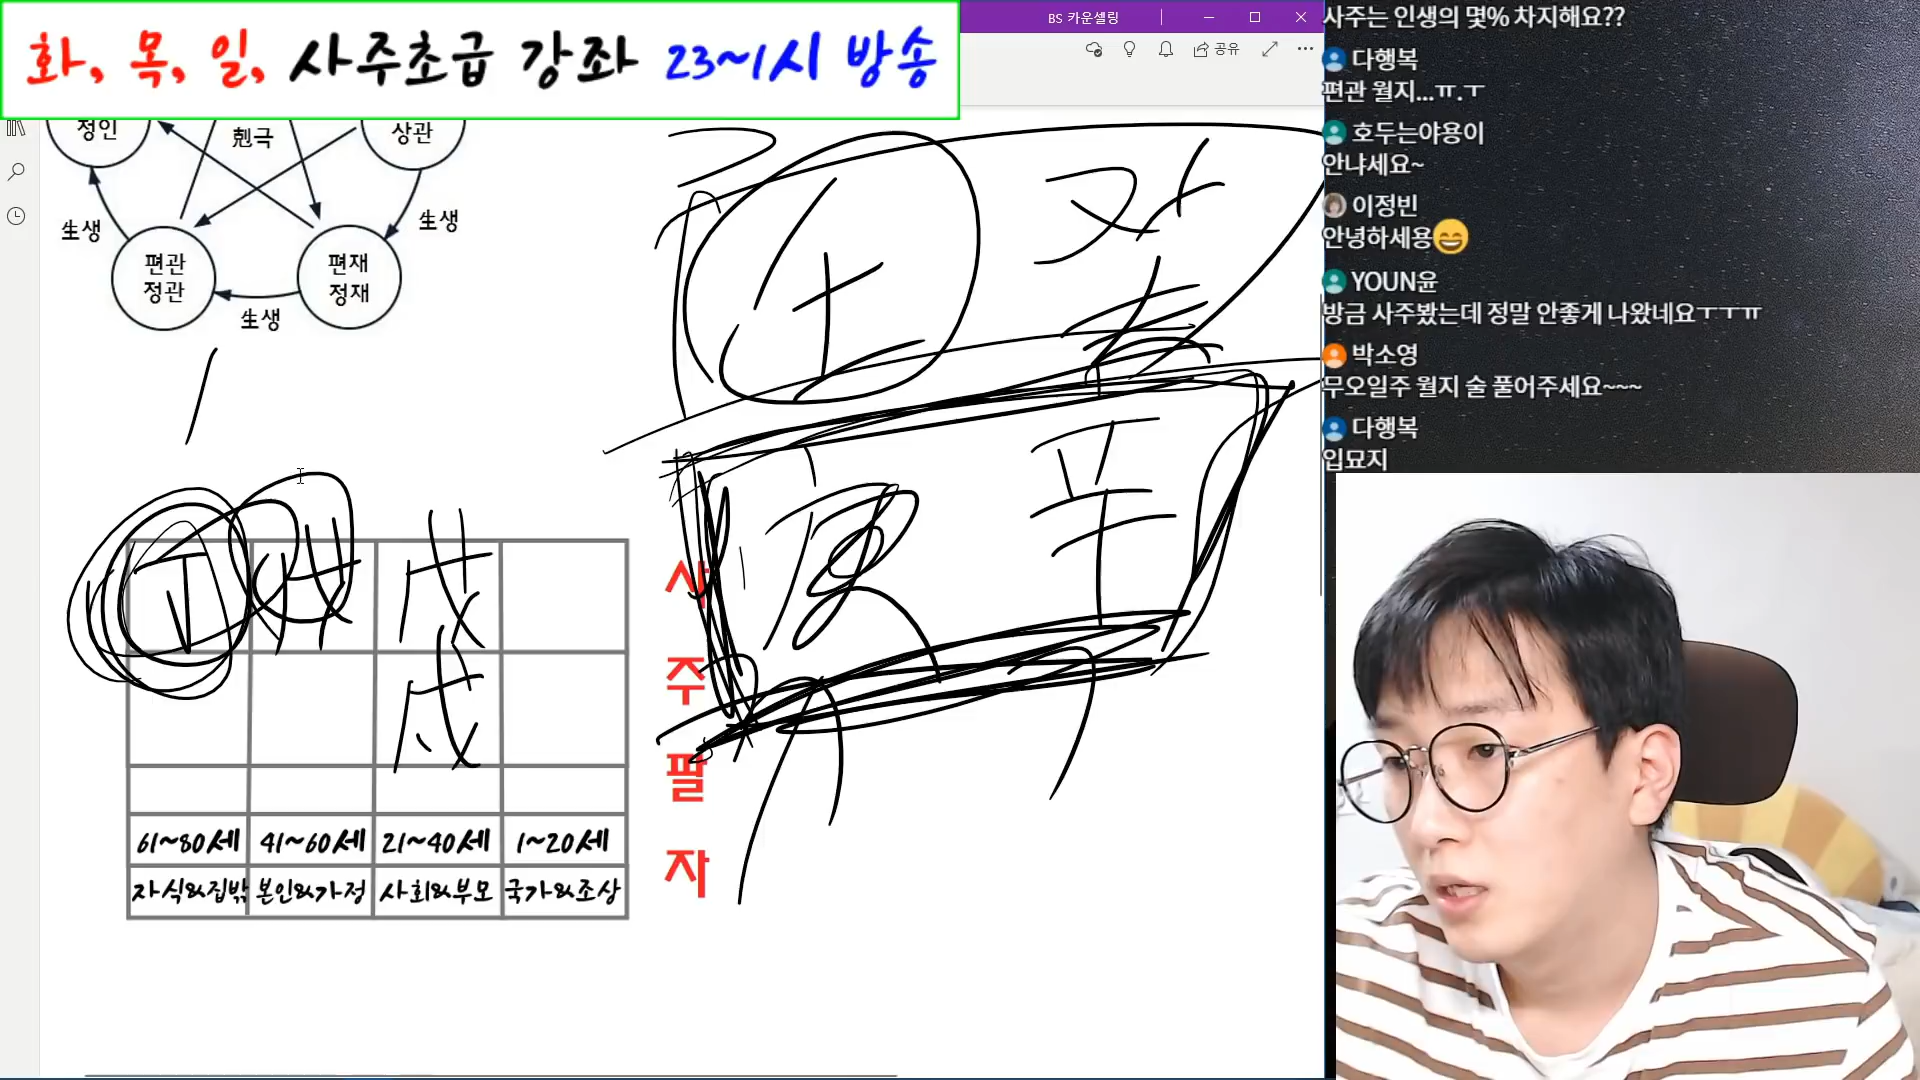 화, 목, 일, 사주초급 강좌 23~1시 방송
BS 카운셀링
공유
정인
상관
剋극
生생
生생
편관
정관
편재
정재
生生
丁
戊
戌
61~80세
41~60세
21~40세
1~20세
자식&집밖
본인&가정
사회&부모
국가&조상
사
주
팔
자
辛
사주는 인생의 몇% 차지해요??
다행복
편관 월지...ㅠ.ㅜ
호두는야용이
안냐세요~
이정빈
안녕하세용😄
YOUN윤
방금 사주봤는데 정말 안좋게 나왔네요ㅜㅜㅠ
박소영
무오일주 월지 술 풀어주세요~~~
다행복
입묘지